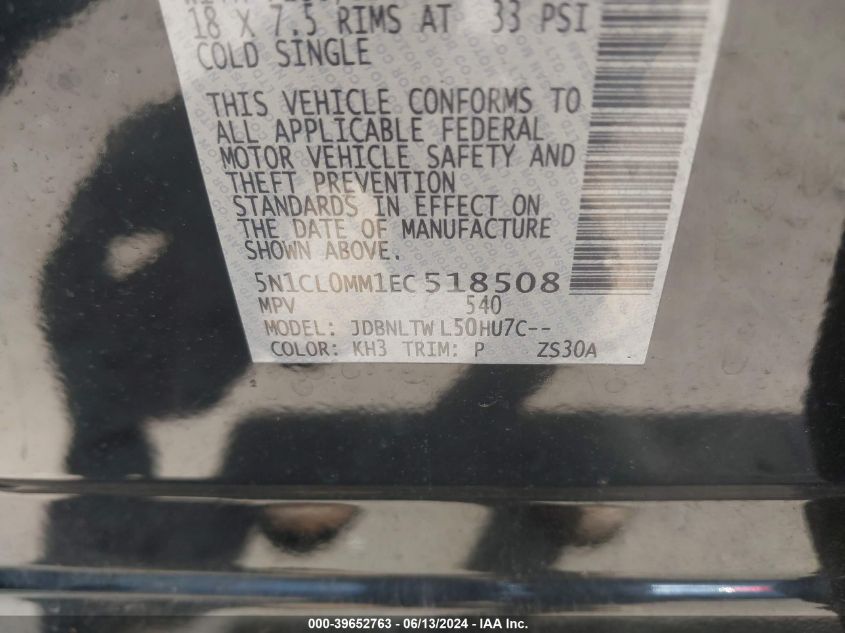 18 X 7.5 RIMS AT 33 PSI
COLD SINGLE
THIS VEHICLE CONFORMS TO
ALL APPLICABLE FEDERAL
MOTOR VEHICLE SAFETY AND
THEFT PREVENTION
STANDARDS IN EFFECT ON
THE DATE OF MANUFACTURE
SHOWN ABOVE.
5N1CL0MM1EC518508
MPV 540
MODEL: JDBNLTWL50HU7C--
COLOR: KH3 TRIM: P ZS30A
000-39652763 - 06/13/2024 - IAA Inc.